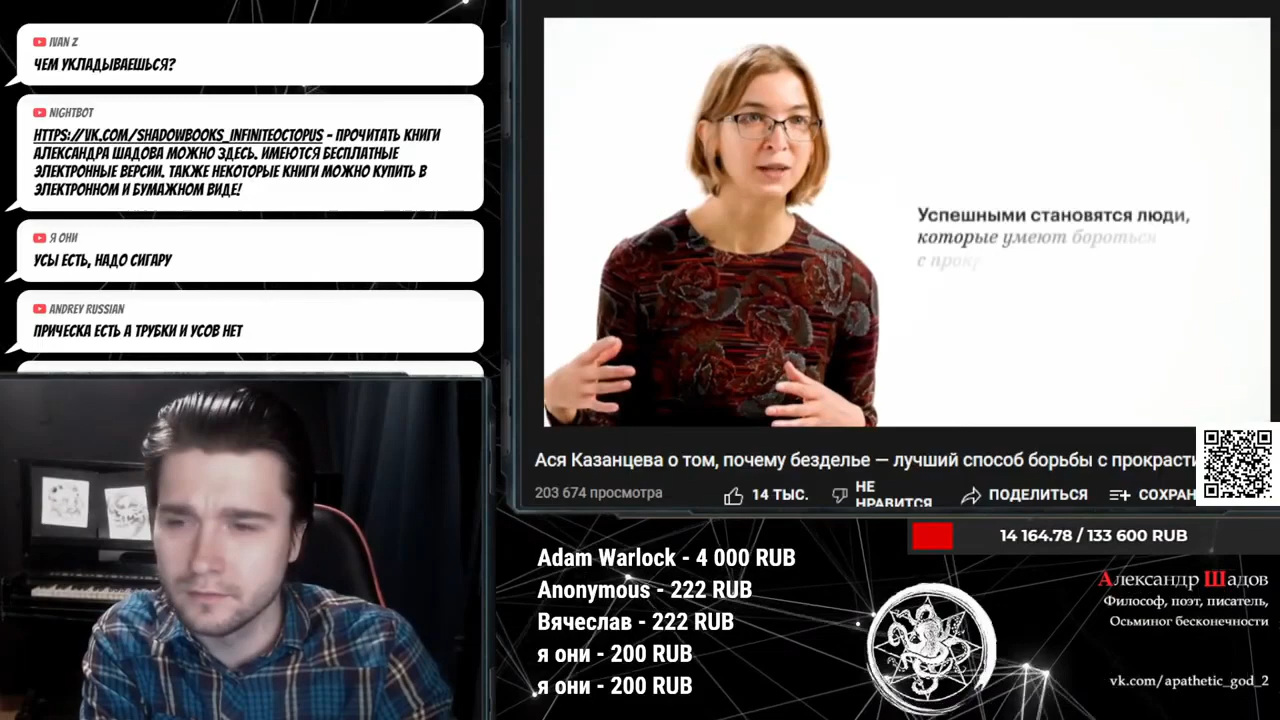 IVAN Z
ЧЕМ УКЛАДЫВАЕШЬСЯ?
NIGHTBOT
HTTPS://VK.COM/SHADOWBOOKS_INFINITEOCTOPUS - ПРОЧИТАТЬ КНИГИ
АЛЕКСАНДРА ШАДОВА МОЖНО ЗДЕСЬ. ИМЕЮТСЯ БЕСПЛАТНЫЕ
ЭЛЕКТРОННЫЕ ВЕРСИИ. ТАКЖЕ НЕКОТОРЫЕ КНИГИ МОЖНО КУПИТЬ В
ЭЛЕКТРОННОМ И БУМАЖНОМ ВИДЕ!
Я ОНИ
УСЫ ЕСТЬ, НАДО СИГАРУ
ANDREY RUSSIAN
ПРИЧЕСКА ЕСТЬ А ТРУБКИ И УСОВ НЕТ
Успешными становятся люди,
которые умеют бороться
с прокр
Ася Казанцева о том, почему безделье — лучший способ борьбы с прокрасти
203 674 просмотра
14 ТЫС.
НЕ НРАВИТСЯ
ПОДЕЛИТЬСЯ
СОХРАН
14 164.78 / 133 600 RUB
Adam Warlock - 4 000 RUB
Anonymous - 222 RUB
Вячеслав - 222 RUB
я они - 200 RUB
я они - 200 RUB
Александр Шадов
Философ, поэт, писатель,
Осьминог бесконечности
vk.com/apathetic_god_2